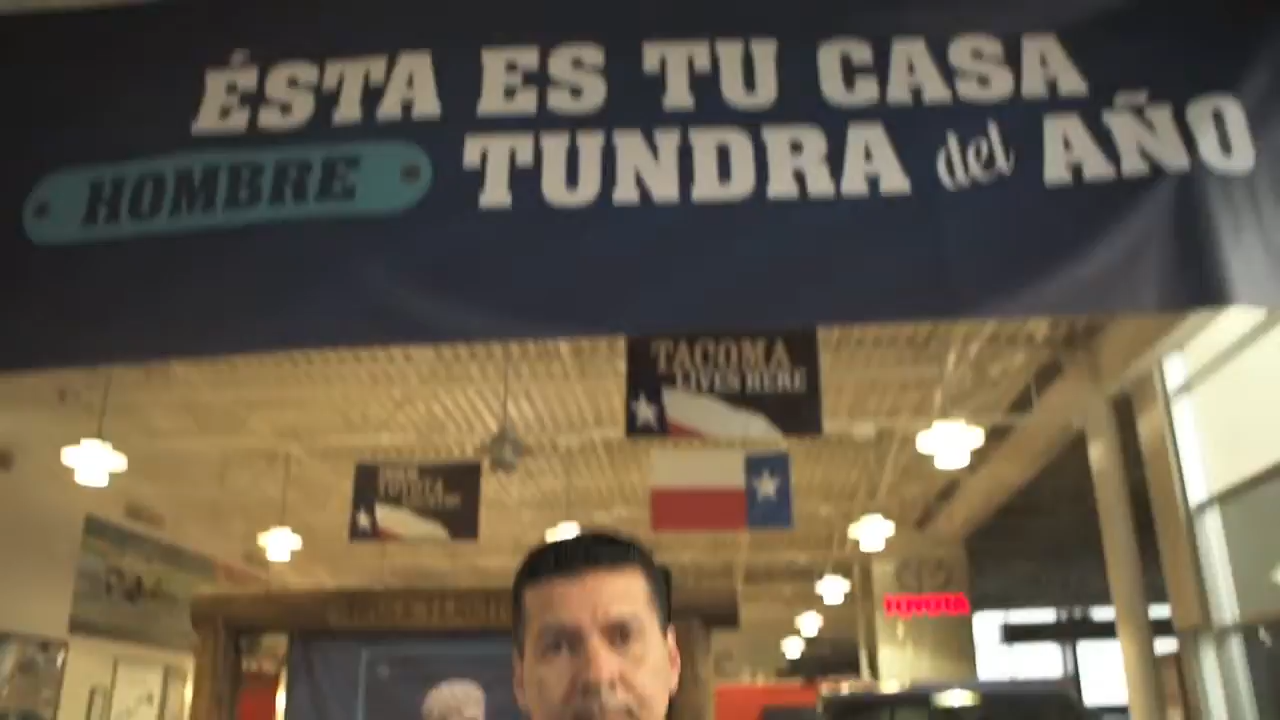 ÉSTA ES TU CASA
HOMBRE TUNDRA del AÑO
TACOMA
LIVES HERE
TOYOTA